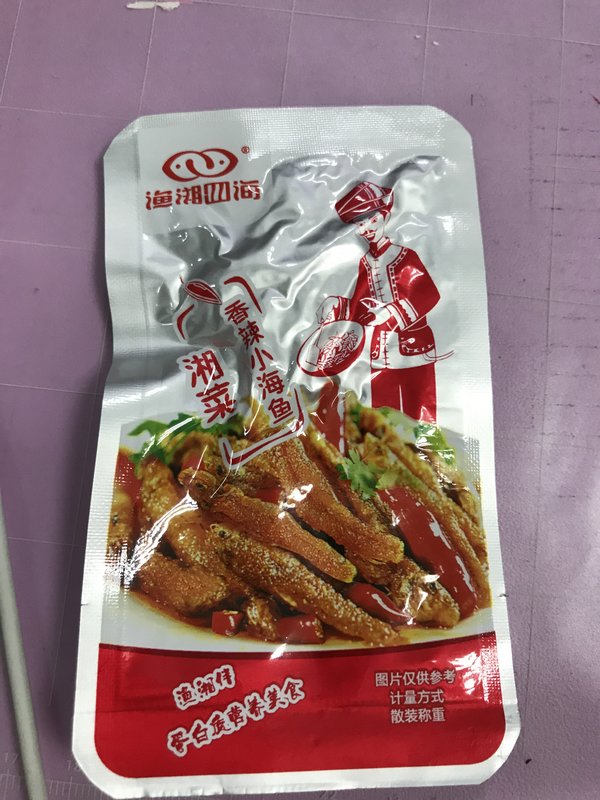 ®
渔湘四海
香辣小海鱼
湘菜
渔湘伴
蛋白质营养美食
图片仅供参考
计量方式
散装称重